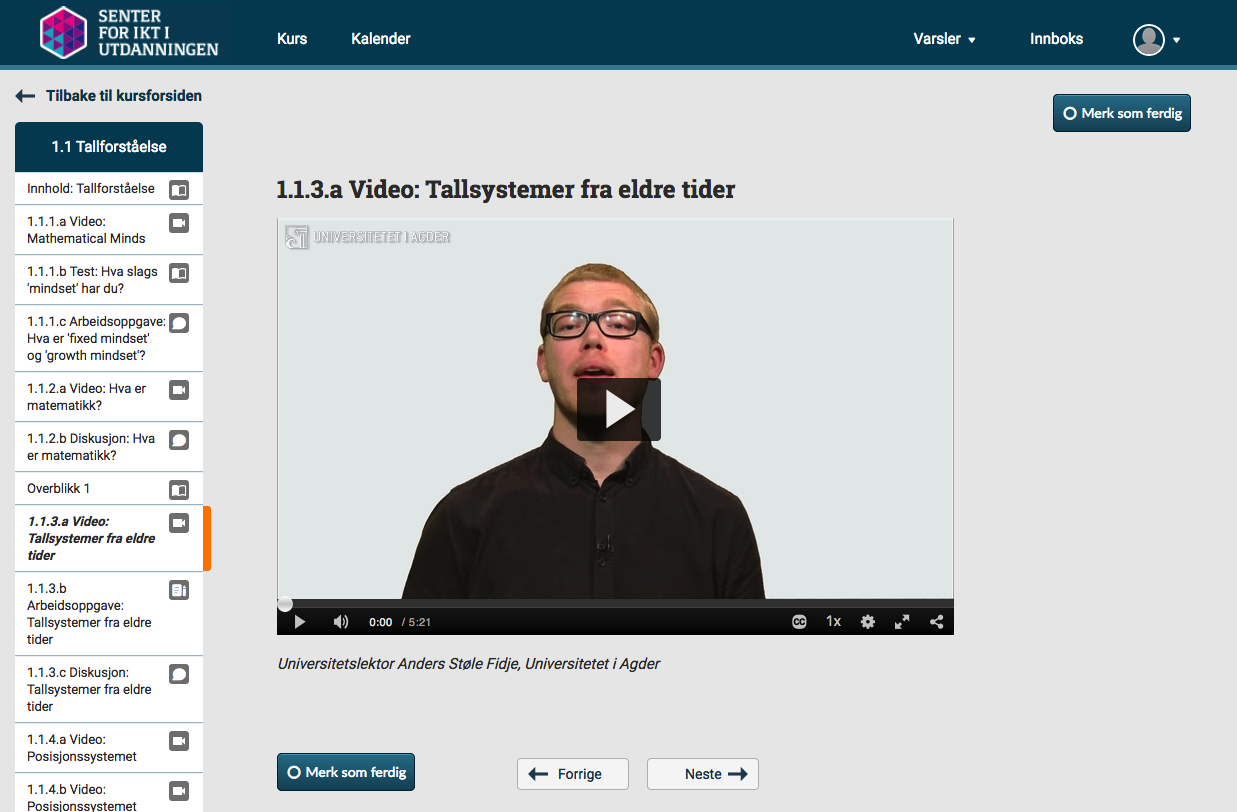 SENTER
FOR IKT I
UTDANNINGEN
Kurs
Kalender
Varsler
Innboks
Tilbake til kursforsiden
Merk som ferdig
1.1 Tallforståelse
Innhold: Tallforståelse
1.1.1.a Video:
Mathematical Minds
1.1.1.b Test: Hva slags
'mindset' har du?
1.1.1.c Arbeidsoppgave:
Hva er 'fixed mindset'
og 'growth mindset'?
1.1.2.a Video: Hva er
matematikk?
1.1.2.b Diskusjon: Hva
er matematikk?
Overblikk 1
1.1.3.a Video:
Tallsystemer fra eldre
tider
1.1.3.b
Arbeidsoppgave:
Tallsystemer fra eldre
tider
1.1.3.c Diskusjon:
Tallsystemer fra eldre
tider
1.1.4.a Video:
Posisjonssystemet
1.1.4.b Video:
Posisjonssystemet
1.1.3.a Video: Tallsystemer fra eldre tider
UNIVERSITETET I AGDER
0:00 / 5:21
CC
1x
Universitetslektor Anders Støle Fidje, Universitetet i Agder
Merk som ferdig
Forrige
Neste